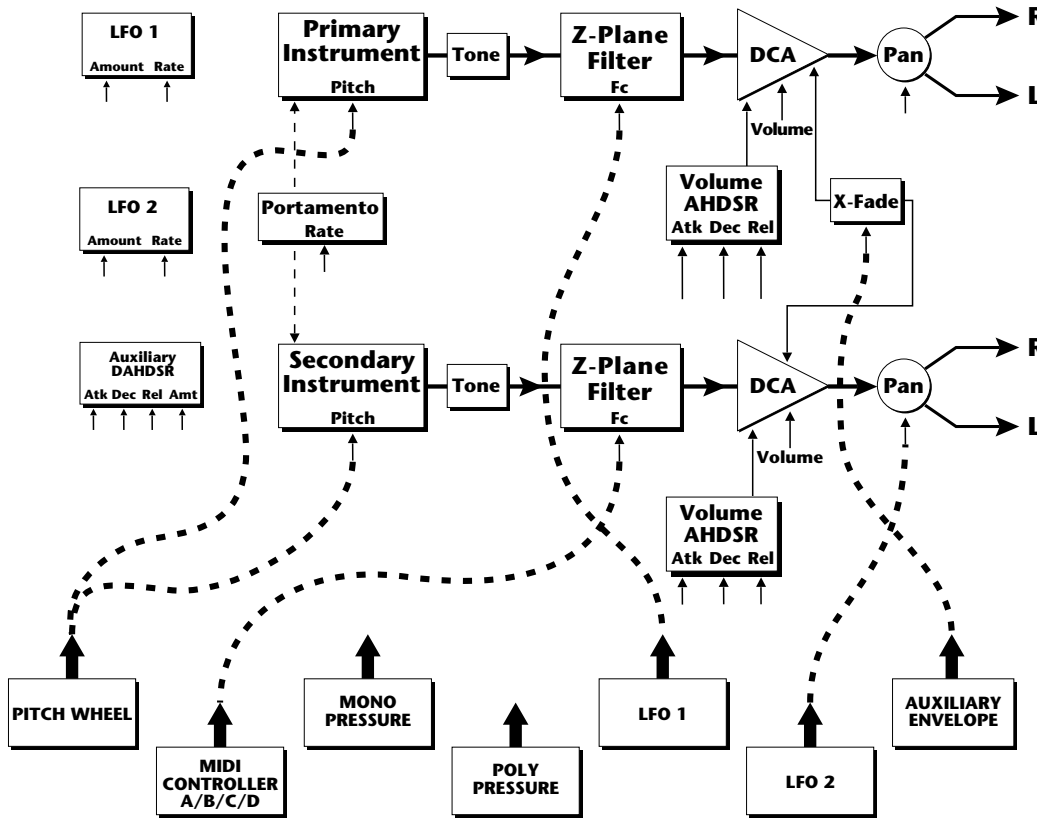 LFO 1
Amount Rate
Primary
Instrument
Pitch
Tone
Z-Plane
Filter
Fc
DCA
Volume
Pan
R
L
LFO 2
Amount Rate
Portamento
Rate
Volume
AHDSR
Atk Dec Rel
X-Fade
Auxiliary
DAHDSR
Atk Dec Rel Amt
Secondary
Instrument
Pitch
Tone
Z-Plane
Filter
Fc
DCA
Volume
Pan
R
L
Volume
AHDSR
Atk Dec Rel
PITCH WHEEL
MIDI
CONTROLLER
A/B/C/D
MONO
PRESSURE
POLY
PRESSURE
LFO 1
LFO 2
AUXILIARY
ENVELOPE